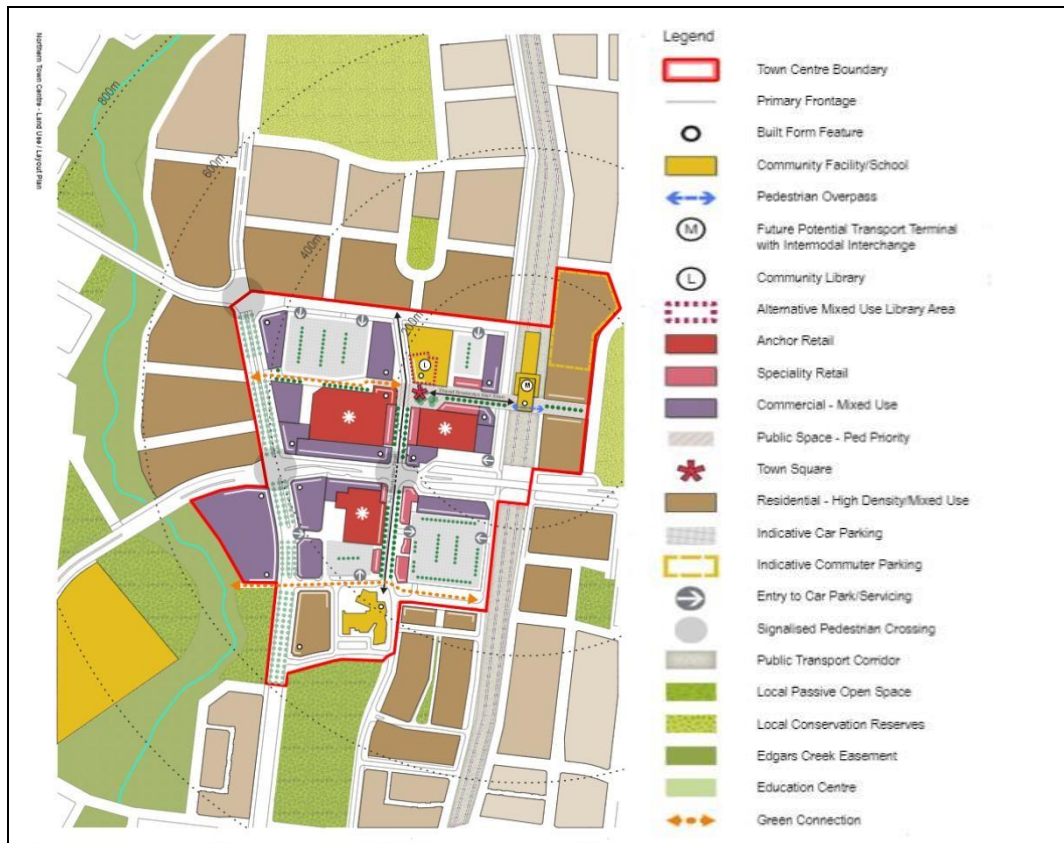 Northern Town Centre - Land Use / Layout Plan
800m
600m
400m
200m
L
M
Legend
Town Centre Boundary
Primary Frontage
Built Form Feature
Community Facility/School
Pedestrian Overpass
M
Future Potential Transport Terminal
with Intermodal Interchange
L
Community Library
Alternative Mixed Use Library Area
Anchor Retail
Speciality Retail
Commercial - Mixed Use
Public Space - Ped Priority
Town Square
Residential - High Density/Mixed Use
Indicative Car Parking
Indicative Commuter Parking
Entry to Car Park/Servicing
Signalised Pedestrian Crossing
Public Transport Corridor
Local Passive Open Space
Local Conservation Reserves
Edgars Creek Easement
Education Centre
Green Connection